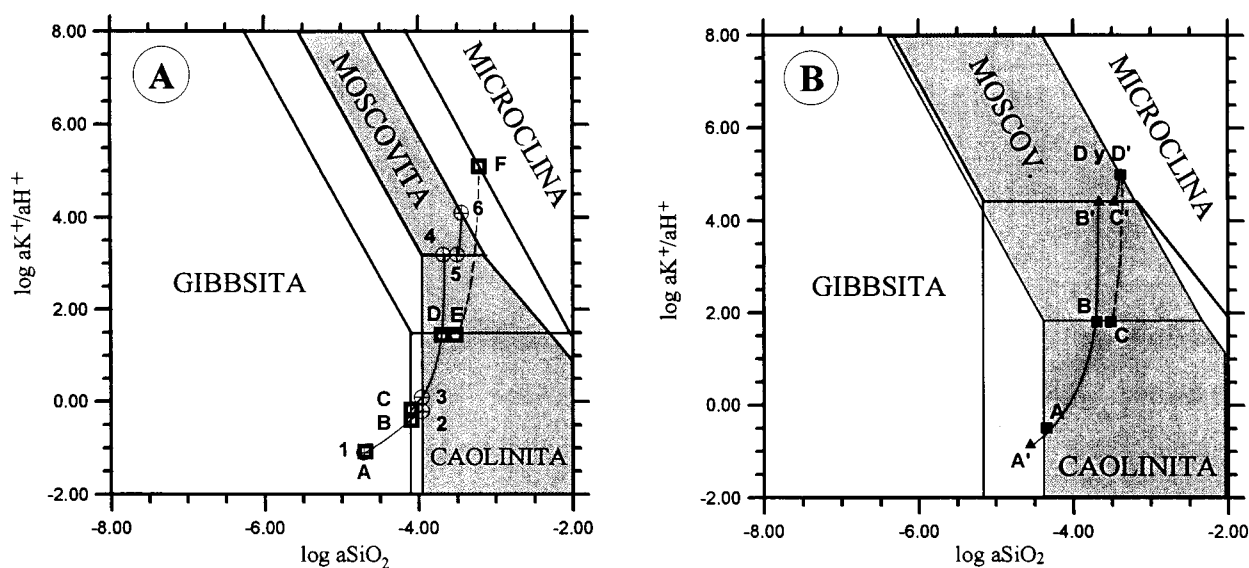 A
8.00
6.00
4.00
2.00
0.00
-2.00
log aK⁺/aH⁺
-8.00 -6.00 -4.00 -2.00
log aSiO₂
MOSCOVITA
MICROCLINA
GIBBSITA
CAOLINITA
F
6
4
5
D E
C 3
B 2
1
A
B
8.00
6.00
4.00
2.00
0.00
-2.00
log aK⁺/aH⁺
-8.00 -6.00 -4.00 -2.00
log aSiO₂
MOSCOV.
MICROCLINA
GIBBSITA
CAOLINITA
D y D'
B' C'
B
C
A
A'